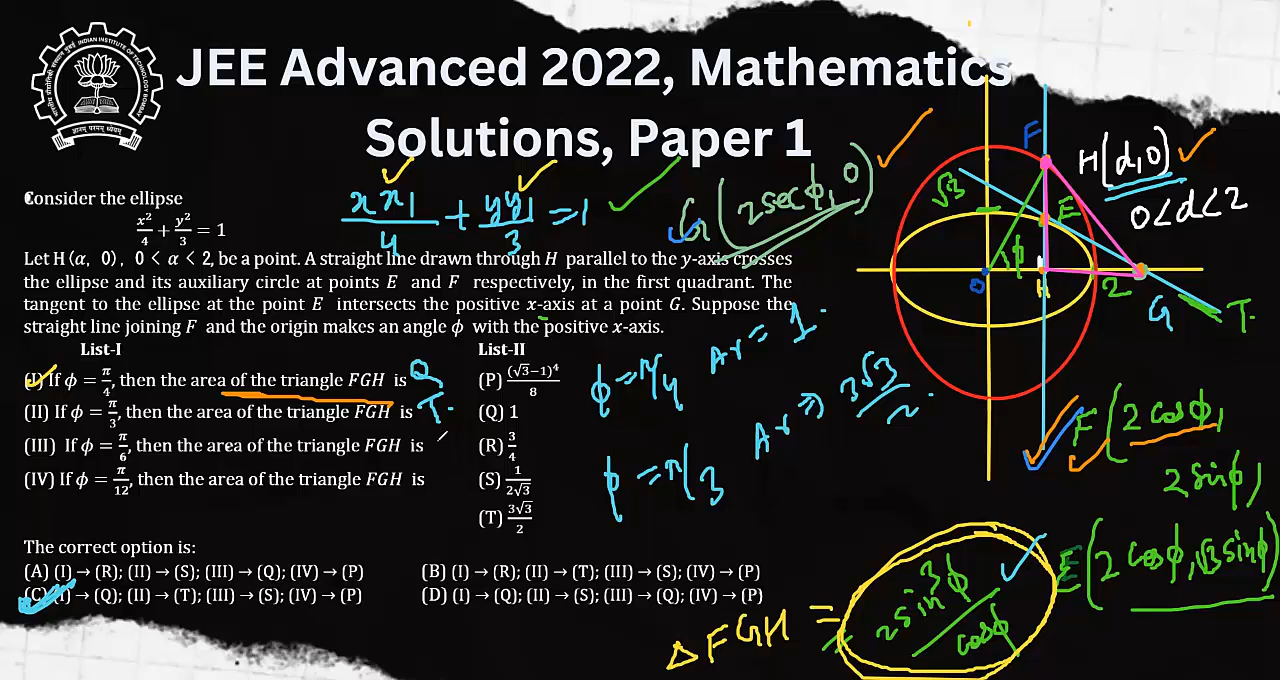 JEE Advanced 2022, Mathematics
Solutions, Paper 1
Consider the ellipse
x²/4 + y²/3 = 1
Let H (α, 0), 0 < α < 2, be a point. A straight line drawn through H parallel to the y-axis crosses
the ellipse and its auxiliary circle at points E and F respectively, in the first quadrant. The
tangent to the ellipse at the point E intersects the positive x-axis at a point G. Suppose the
straight line joining F and the origin makes an angle ϕ with the positive x-axis.
List-I
List-II
(I) If ϕ = π/4, then the area of the triangle FGH is Q
(P) (√3−1)⁴/8
(II) If ϕ = π/3, then the area of the triangle FGH is T.
(Q) 1
(III) If ϕ = π/6, then the area of the triangle FGH is
(R) 3/4
(IV) If ϕ = π/12, then the area of the triangle FGH is
(S) 1/2√3
(T) 3√3/2
The correct option is:
(A) (I) → (R); (II) → (S); (III) → (Q); (IV) → (P)
(B) (I) → (R); (II) → (T); (III) → (S); (IV) → (P)
(C) (I) → (Q); (II) → (T); (III) → (S); (IV) → (P)
(D) (I) → (Q); (II) → (S); (III) → (Q); (IV) → (P)
xx1/4 + yy1/3 = 1
G(2secϕ, 0)
H(α, 0)
0<α<2
F
√3
E
ϕ
O
H
2
G
T.
ϕ = π/4 Ar = 1.
ϕ = π/3 Ar ⇒ 3√3/2.
F(2cosϕ,
2sinϕ)
E(2cosϕ, √3sinϕ)
ΔFGH = 2sin³ϕ/cosϕ